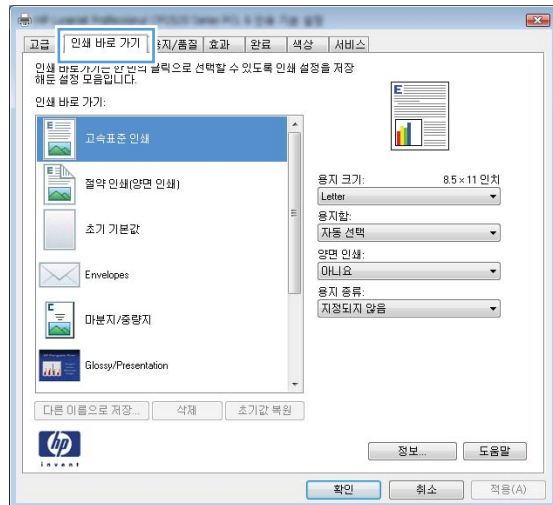 고급
인쇄 바로 가기
용지/품질
효과
완료
색상
서비스
인쇄 바로가기는 한 번의 클릭으로 선택할 수 있도록 인쇄 설정을 저장
해둔 설정 모음입니다.
인쇄 바로 가기:
고속표준 인쇄
절약 인쇄(양면 인쇄)
초기 기본값
Envelopes
마분지/중량지
Glossy/Presentation
용지 크기: 8.5 × 11 인치
Letter
용지함:
자동 선택
양면 인쇄:
아니요
용지 종류:
지정되지 않음
다른 이름으로 저장...
삭제
초기값 복원
hp
invent
정보...
도움말
확인
취소
적용(A)